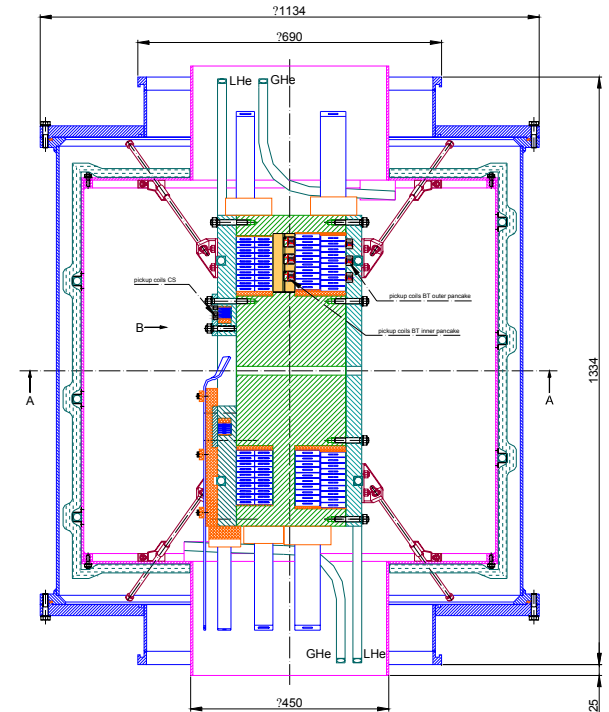 ?1134
?690
LHe
GHe
pickup coils CS
pickup coils BT outer pancake
pickup coils BT inner pancake
B
A
A
1334
GHe
LHe
?450
25